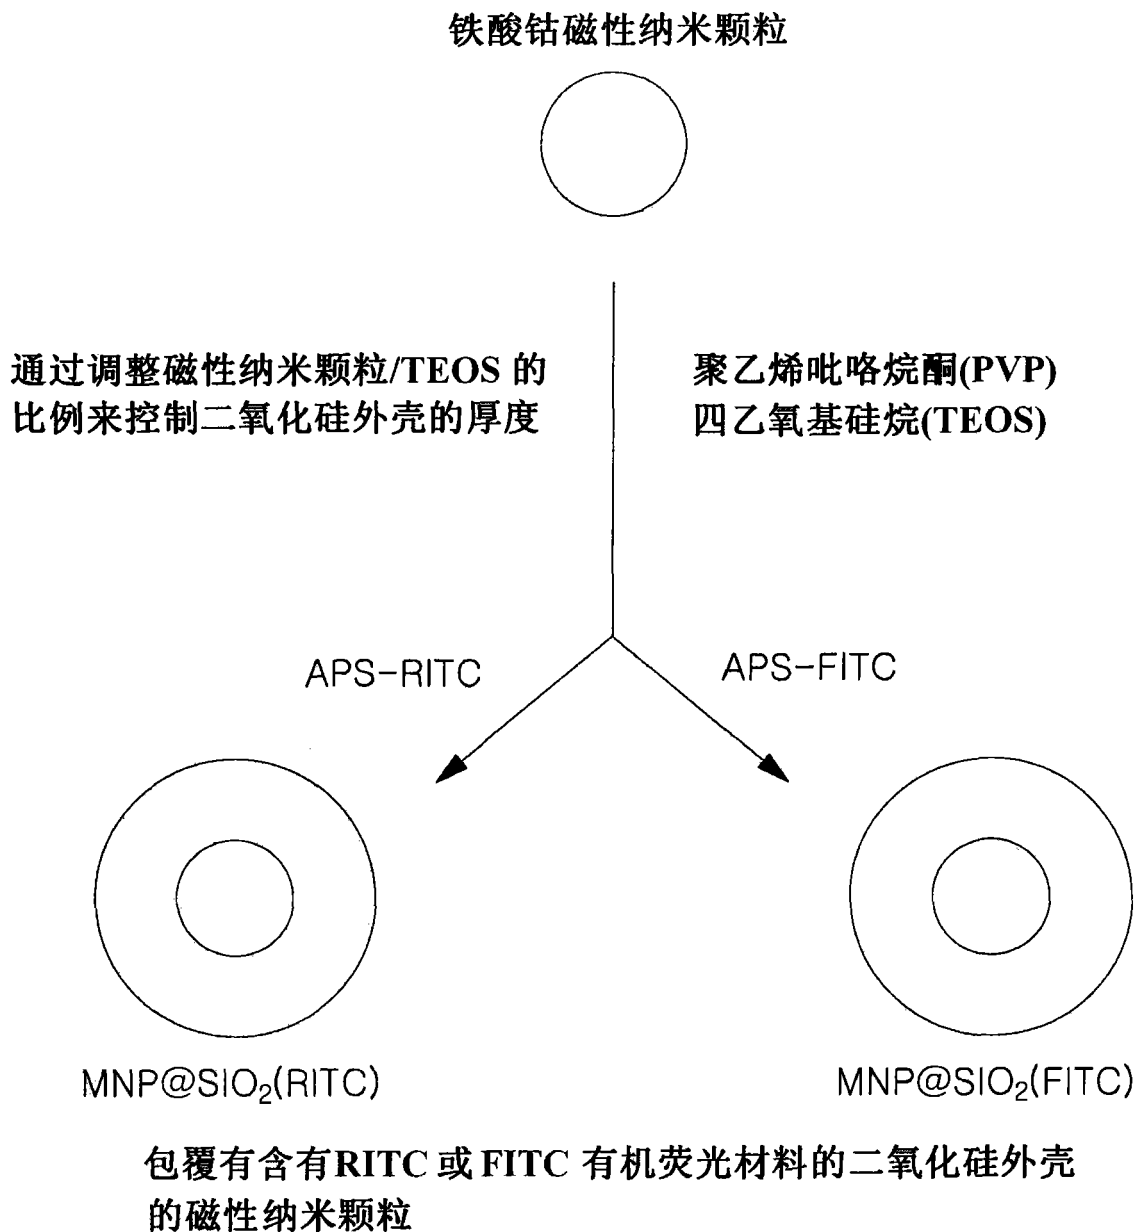 铁酸钴磁性纳米颗粒
通过调整磁性纳米颗粒/TEOS 的
比例来控制二氧化硅外壳的厚度
聚乙烯吡咯烷酮(PVP)
四乙氧基硅烷(TEOS)
APS-RITC
APS-FITC
MNP@SIO₂(RITC)
MNP@SIO₂(FITC)
包覆有含有RITC 或 FITC 有机荧光材料的二氧化硅外壳
的磁性纳米颗粒